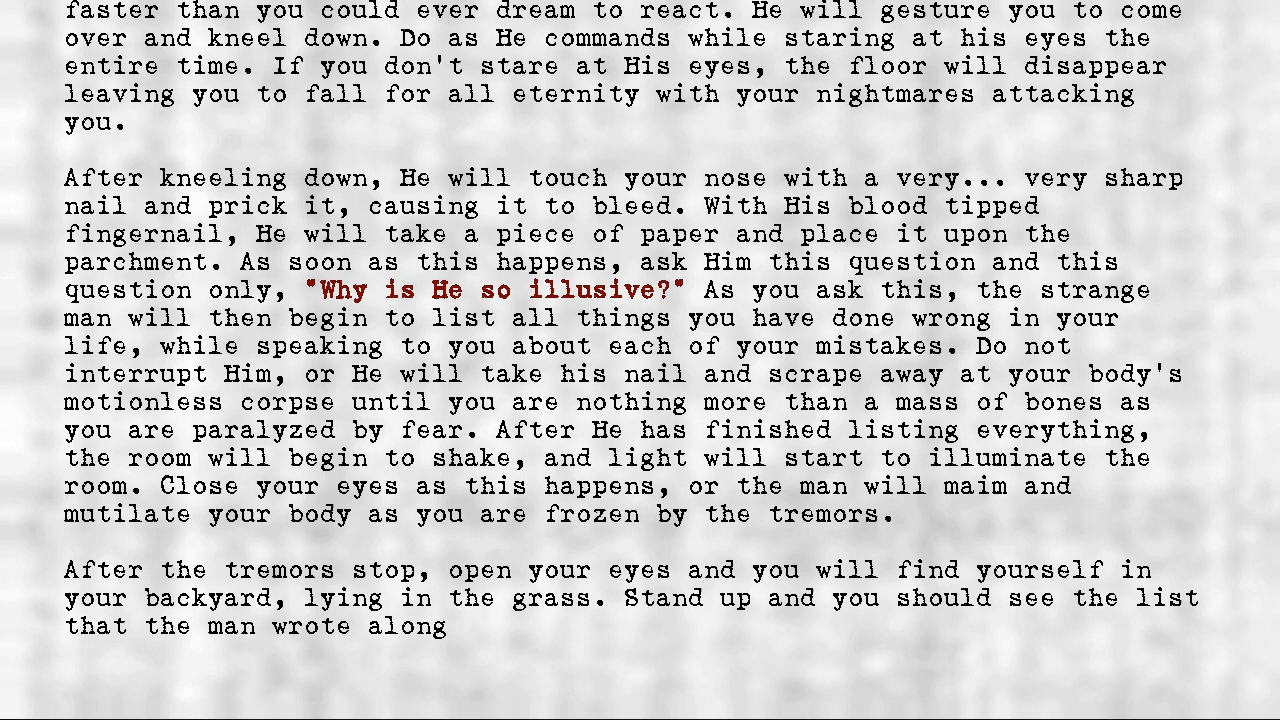 faster than you could ever dream to react. He will gesture you to come
over and kneel down. Do as He commands while staring at his eyes the
entire time. If you don't stare at His eyes, the floor will disappear
leaving you to fall for all eternity with your nightmares attacking
you.
After kneeling down, He will touch your nose with a very... very sharp
nail and prick it, causing it to bleed. With His blood tipped
fingernail, He will take a piece of paper and place it upon the
parchment. As soon as this happens, ask Him this question and this
question only, "Why is He so illusive?" As you ask this, the strange
man will then begin to list all things you have done wrong in your
life, while speaking to you about each of your mistakes. Do not
interrupt Him, or He will take his nail and scrape away at your body's
motionless corpse until you are nothing more than a mass of bones as
you are paralyzed by fear. After He has finished listing everything,
the room will begin to shake, and light will start to illuminate the
room. Close your eyes as this happens, or the man will maim and
mutilate your body as you are frozen by the tremors.
After the tremors stop, open your eyes and you will find yourself in
your backyard, lying in the grass. Stand up and you should see the list
that the man wrote along